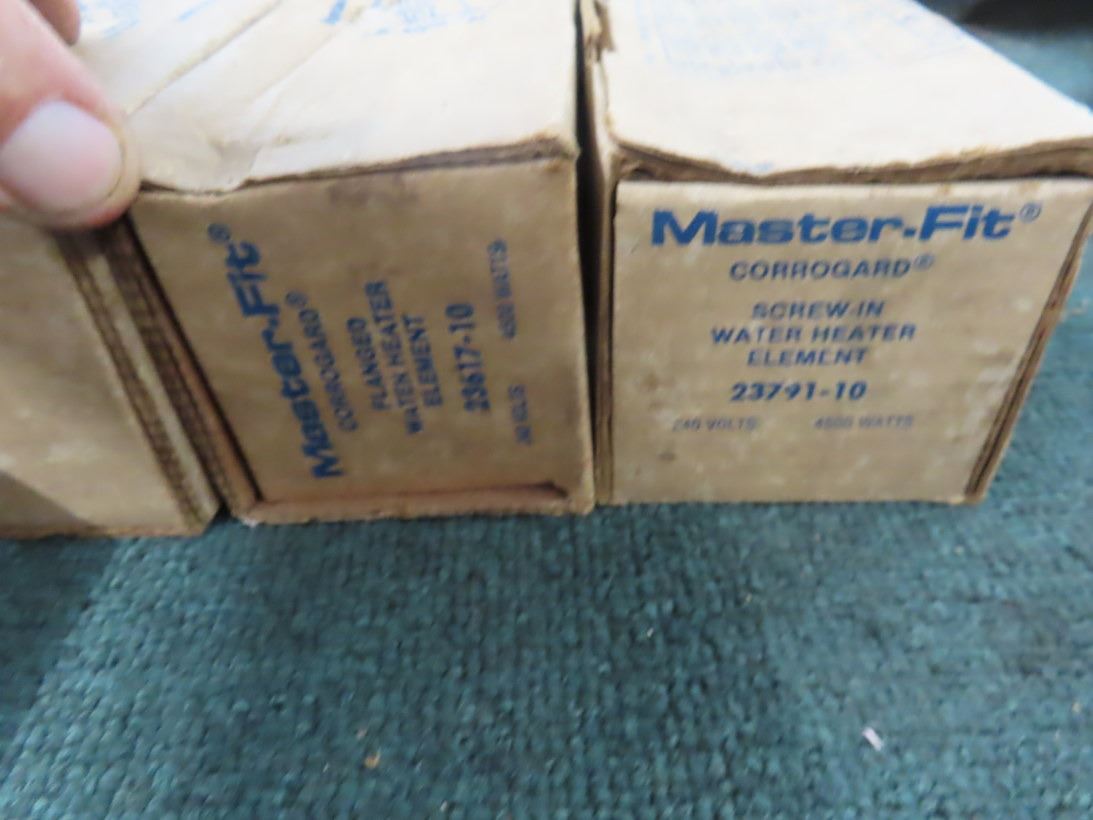 Master-Fit®
CORROGARD®
FLANGED
WATER HEATER
ELEMENT
23617-10
4500 WATTS
Master-Fit®
CORROGARD®
SCREW-IN
WATER HEATER
ELEMENT
23791-10
240 VOLTS 4500 WATTS